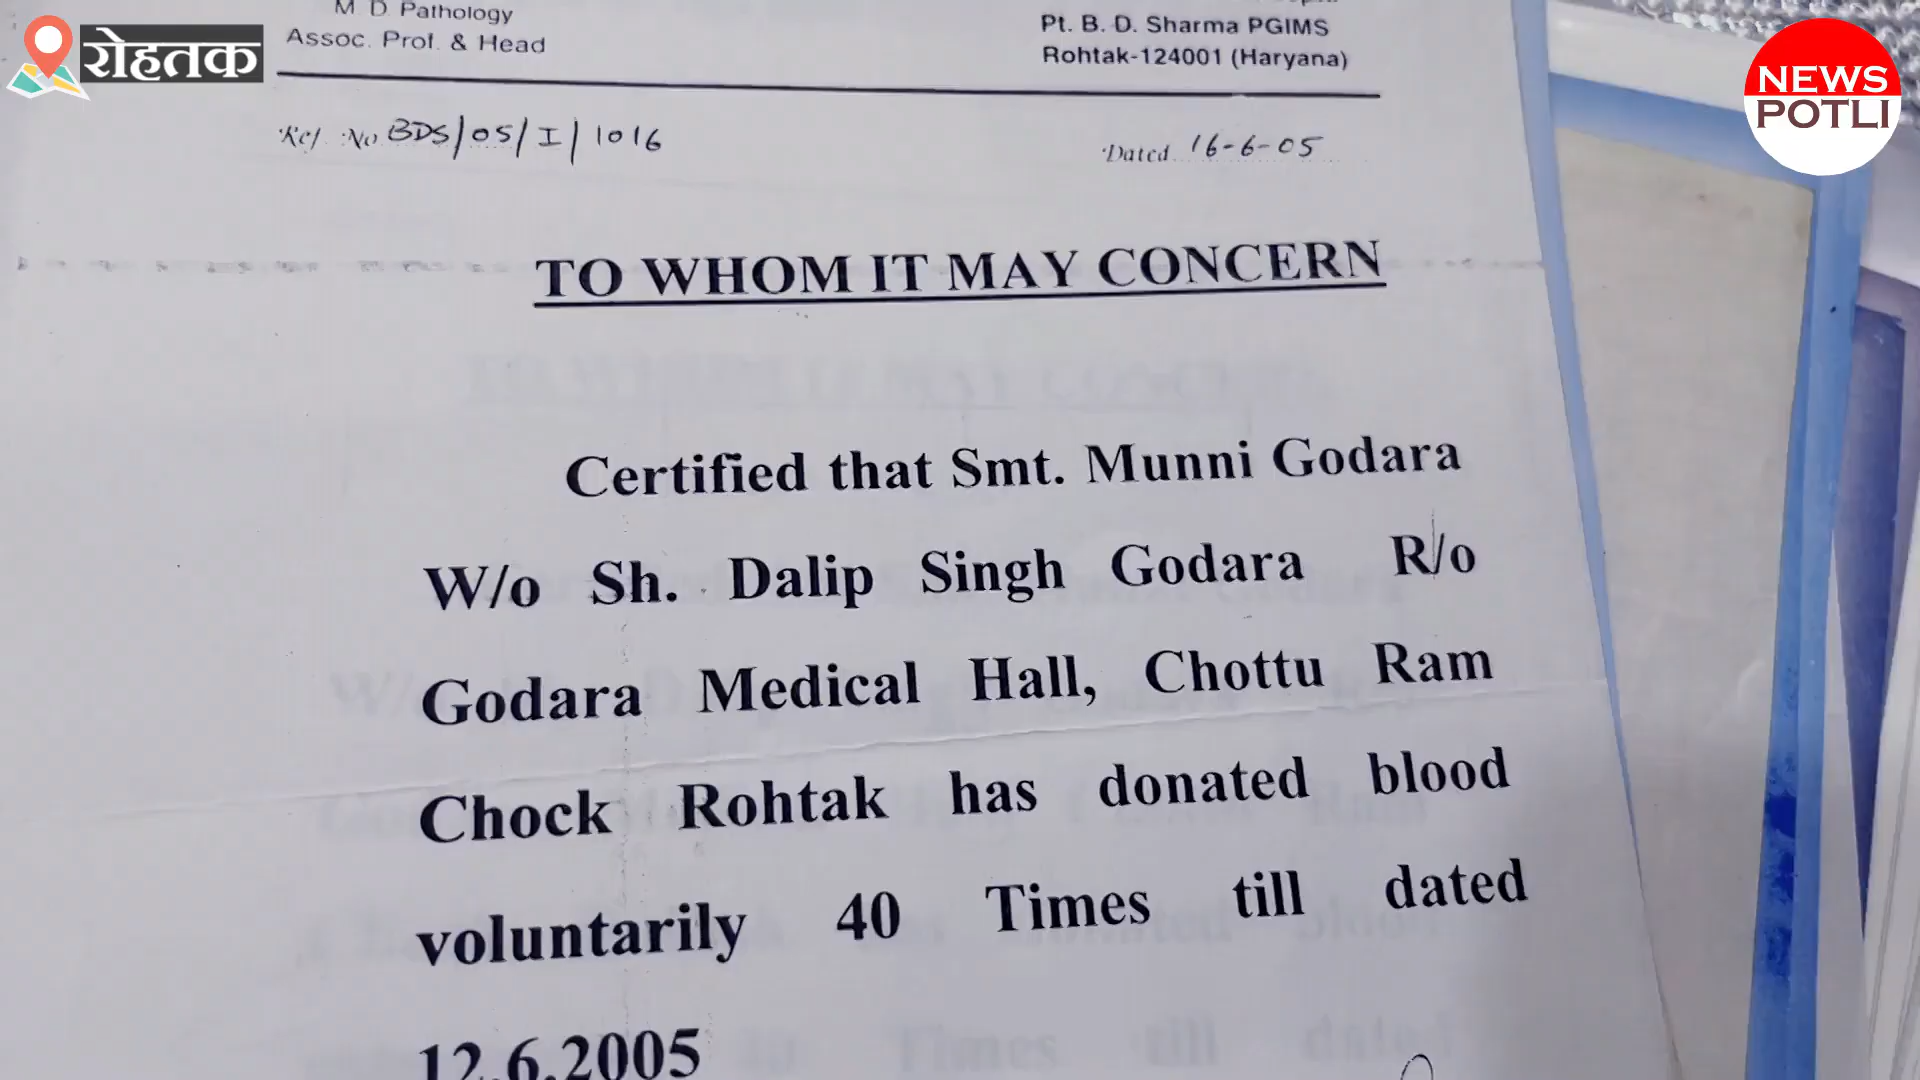 M. D. Pathology
Assoc. Prof. & Head
Pt. B. D. Sharma PGIMS
Rohtak-124001 (Haryana)
रोहतक
NEWS
POTLI
Ref. No. BDS/05/I/1016
Dated 16-6-05
TO WHOM IT MAY CONCERN
Certified that Smt. Munni Godara
W/o Sh. Dalip Singh Godara R/o
Godara Medical Hall, Chottu Ram
Chock Rohtak has donated blood
voluntarily 40 Times till dated
12.6.2005